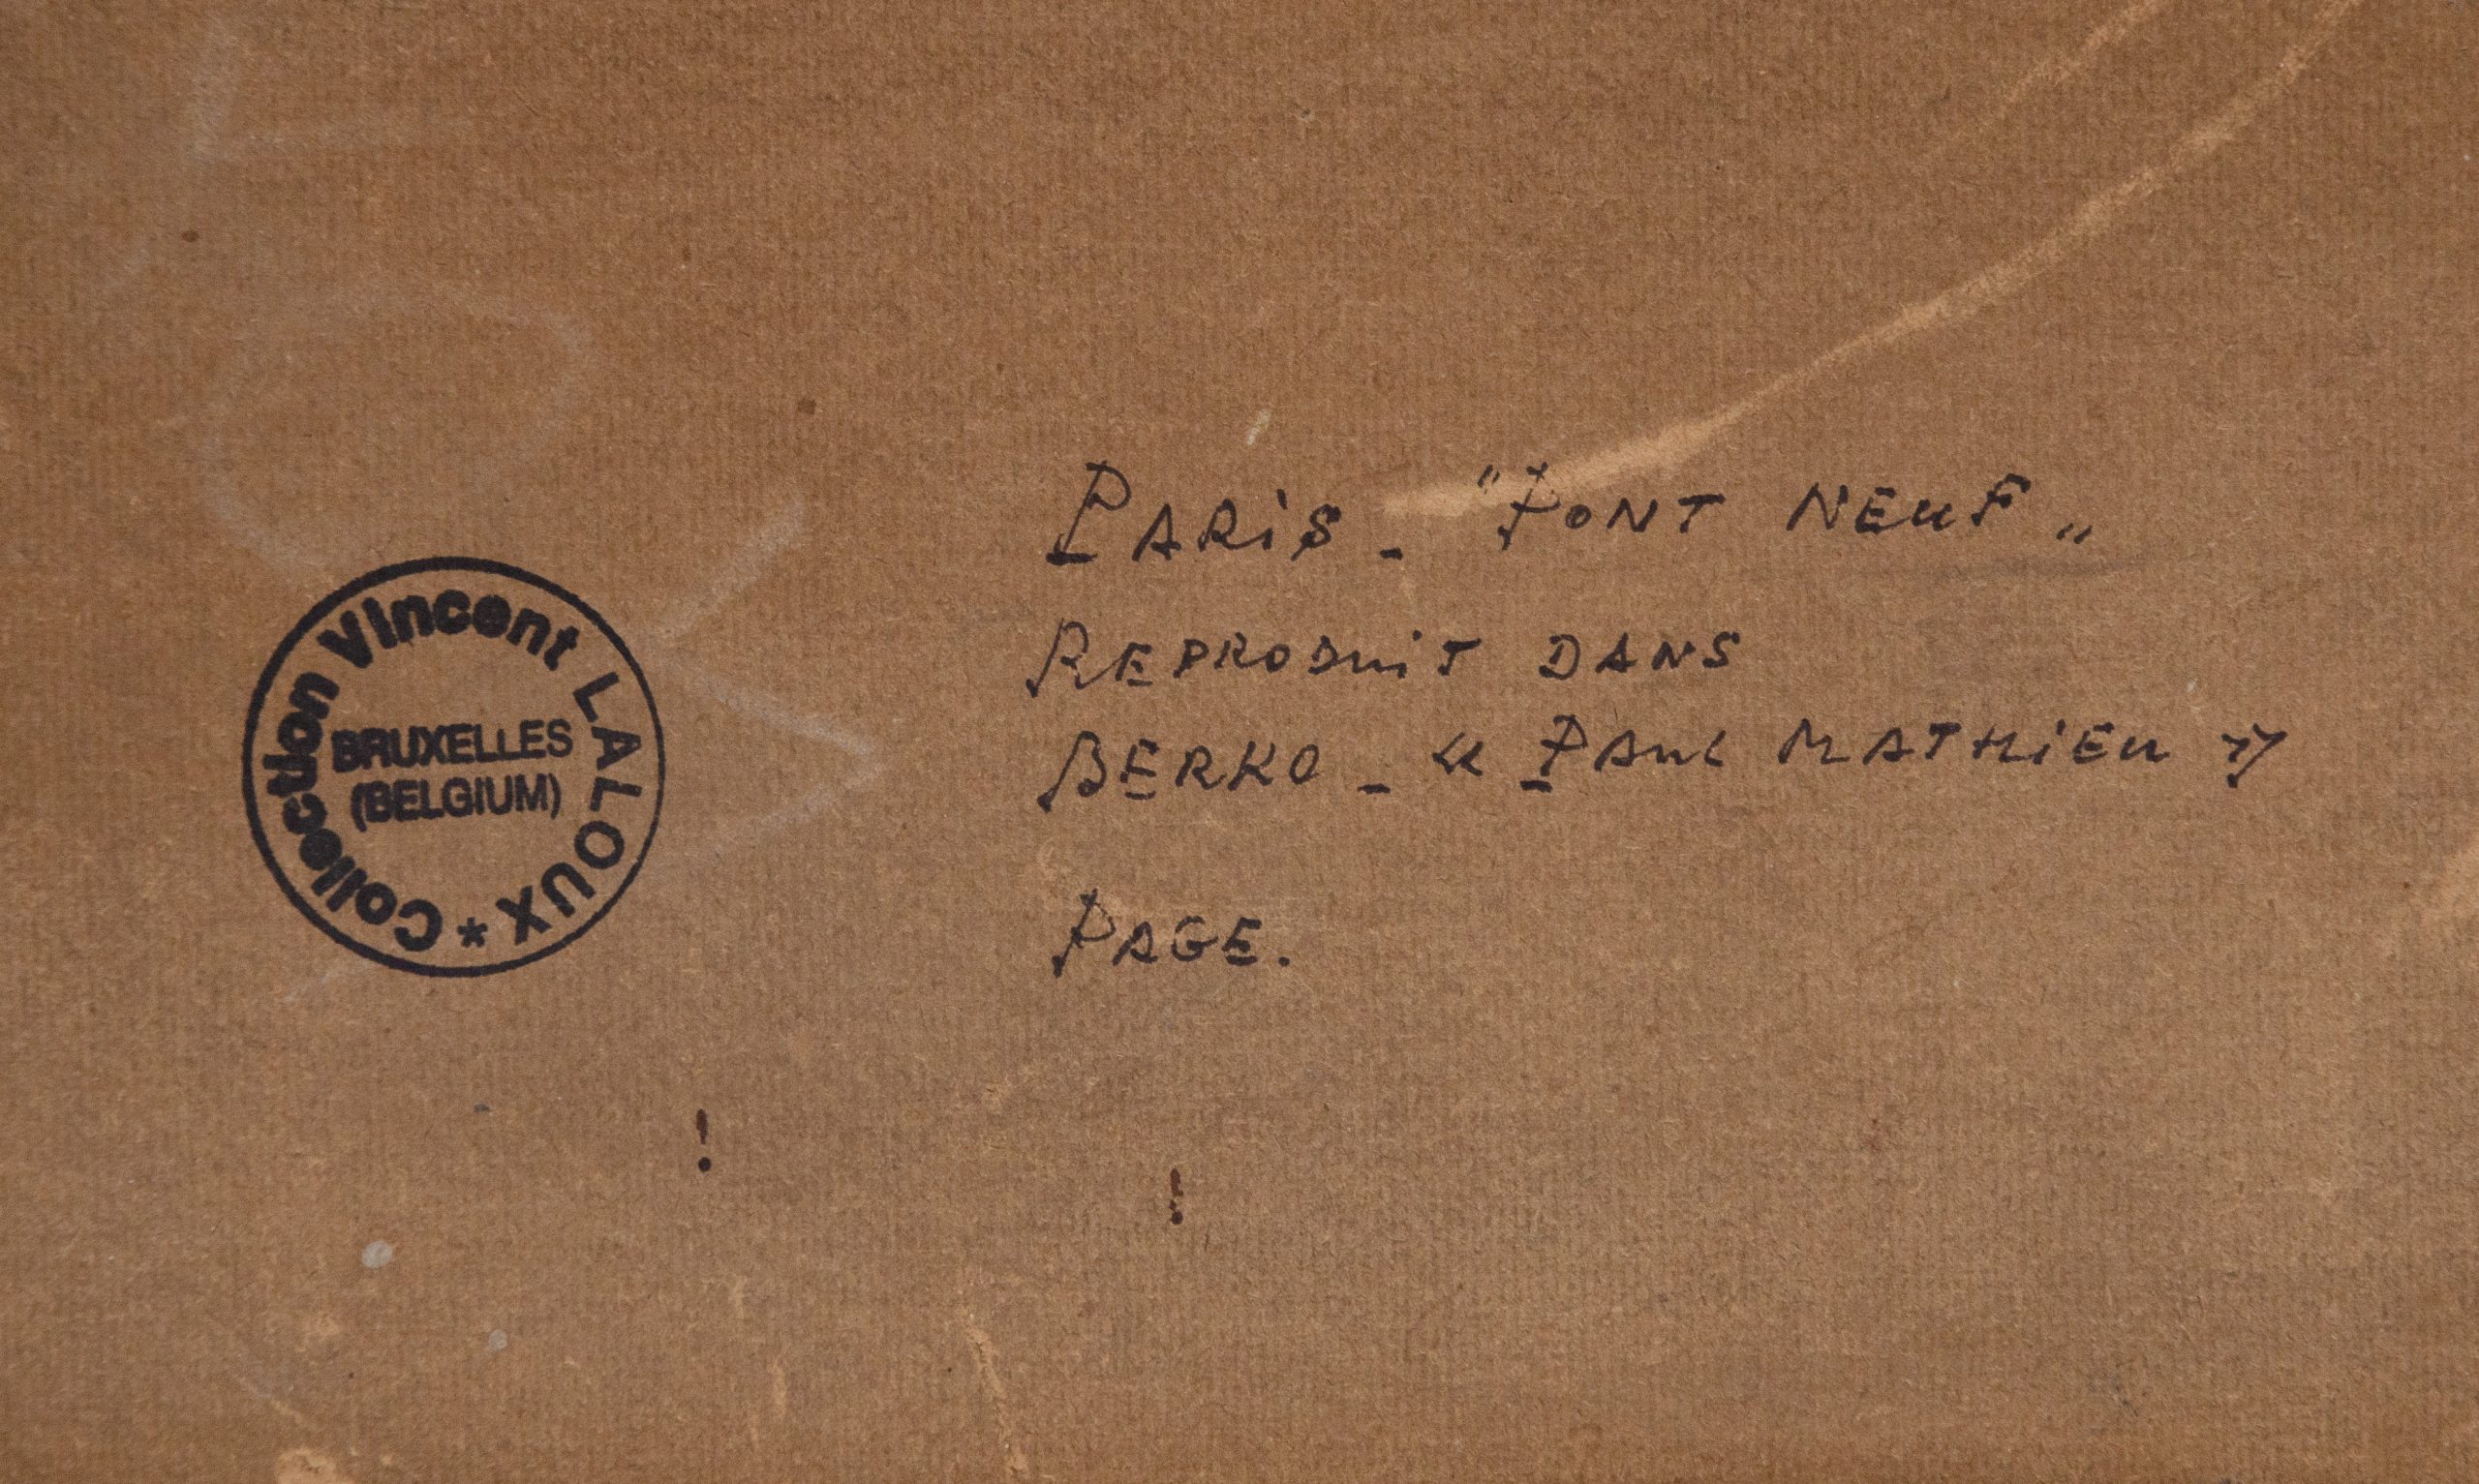 Collection Vincent LALOUX *
BRUXELLES
(BELGIUM)
PARiS - "PONT NEuF„
REPRODuiT DANS
BERKO - « PAuL MATHiEu »
PAGE.